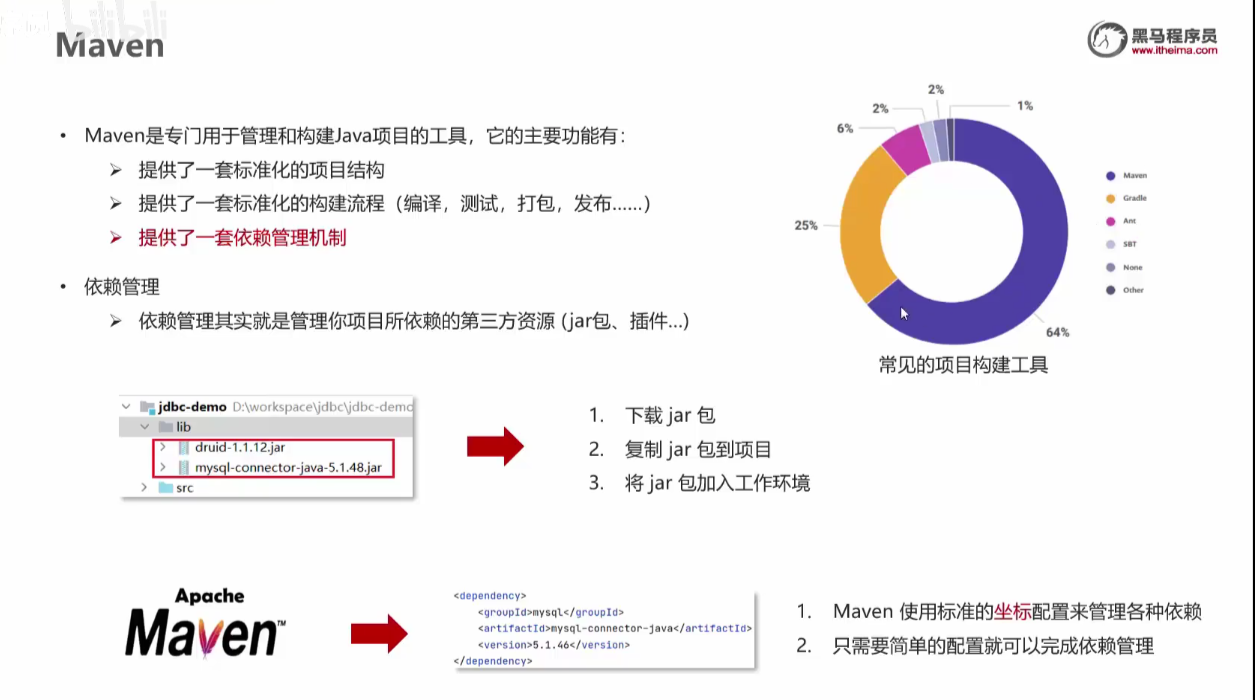 bilibili
Maven
黑马程序员
www.itheima.com
• Maven是专门用于管理和构建Java项目的工具，它的主要功能有：
➢ 提供了一套标准化的项目结构
➢ 提供了一套标准化的构建流程（编译，测试，打包，发布……）
➢ 提供了一套依赖管理机制
• 依赖管理
➢ 依赖管理其实就是管理你项目所依赖的第三方资源 (jar包、插件...)
2%
2%
1%
6%
25%
64%
Maven
Gradle
Ant
SBT
None
Other
常见的项目构建工具
jdbc-demo D:\workspace\jdbc\jdbc-demo
lib
druid-1.1.12.jar
mysql-connector-java-5.1.48.jar
src
1. 下载 jar 包
2. 复制 jar 包到项目
3. 将 jar 包加入工作环境
Apache
Maven™
<dependency>
<groupId>mysql</groupId>
<artifactId>mysql-connector-java</artifactId>
<version>5.1.46</version>
</dependency>
1. Maven 使用标准的坐标配置来管理各种依赖
2. 只需要简单的配置就可以完成依赖管理